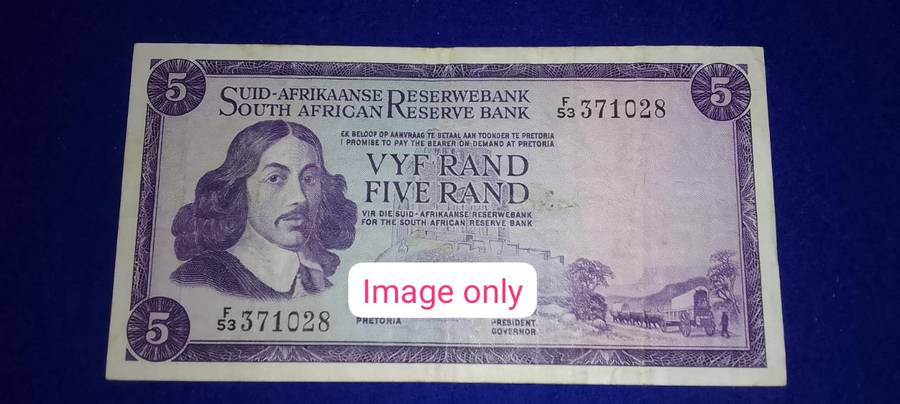 5
5
SUID-AFRIKAANSE RESERWEBANK
SOUTH AFRICAN RESERVE BANK
F/53 371028
EK BELOOF OP AANVRAAG TE BETAAL AAN TOONDER TE PRETORIA
I PROMISE TO PAY THE BEARER ON DEMAND AT PRETORIA
VYF RAND
FIVE RAND
VIR DIE SUID-AFRIKAANSE RESERWEBANK
FOR THE SOUTH AFRICAN RESERVE BANK
Image only
F/53 371028
PRETORIA
PRESIDENT
GOVERNOR
5